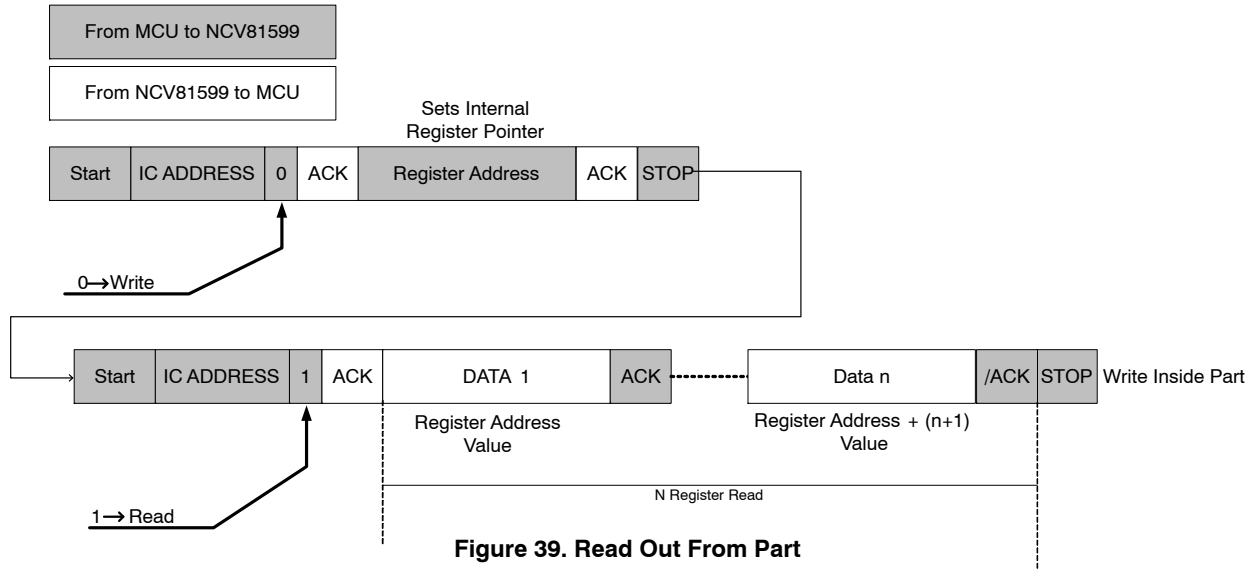 From MCU to NCV81599
From NCV81599 to MCU
Sets Internal
Register Pointer
Start IC ADDRESS 0 ACK Register Address ACK STOP
0→Write
Start IC ADDRESS 1 ACK DATA 1 ACK Data n /ACK STOP Write Inside Part
Register Address
Value
Register Address + (n+1)
Value
N Register Read
1→ Read
Figure 39. Read Out From Part